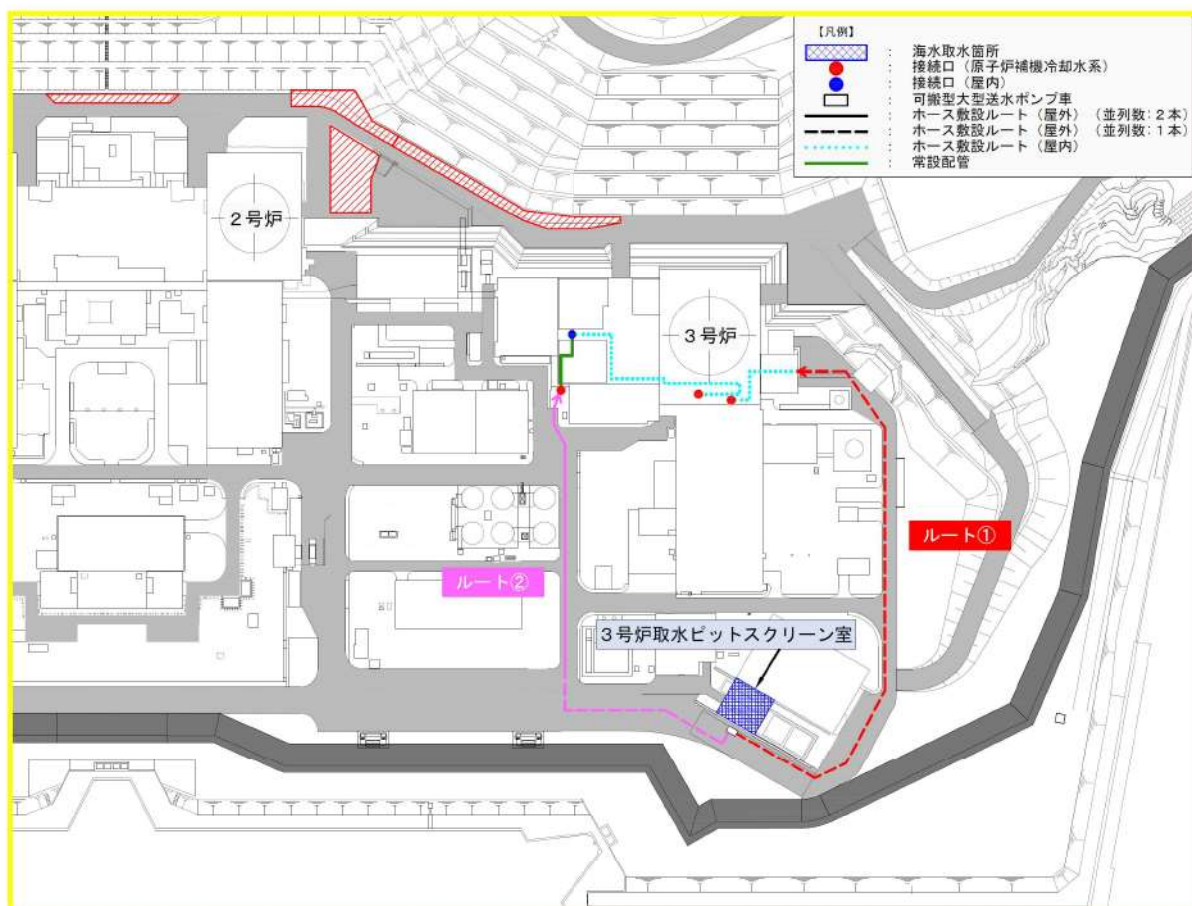 【凡例】
： 海水取水箇所
： 接続口（原子炉補機冷却水系）
： 接続口（屋内）
： 可搬型大型送水ポンプ車
： ホース敷設ルート（屋外）（並列数：２本）
： ホース敷設ルート（屋外）（並列数：１本）
： ホース敷設ルート（屋内）
： 常設配管
２号炉
３号炉
ルート①
ルート②
３号炉取水ピットスクリーン室